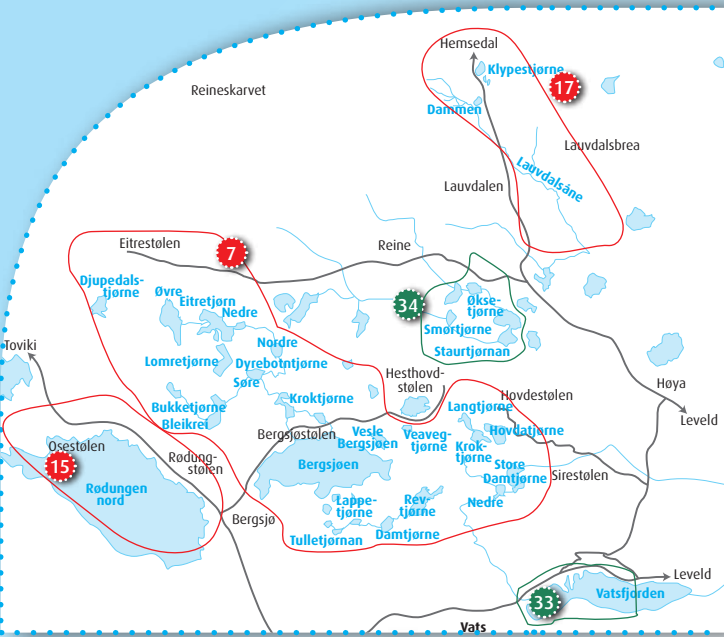 Hemsedal
Klypestjørne
17
Reineskarvet
Dammen
Lauvdalsbrea
Lauvdalsåne
Lauvdalen
Eitrestølen
7
Reine
Djupedals-
tjørne
Øvre
Eitretjørn
Nedre
34
Økse-
tjørne
Smørtjørne
Staurtjørnan
Toviki
Nordre
Lomretjørne
Dyrebotntjørne
Søre
Hesthovd-
stølen
Høya
Leveld
Kroktjørne
Bukketjørne
Bleikrei
Langtjørne
Hovdestølen
Osestølen
Bergsjøstølen
Vesle
Bergsjøen
Veaveg-
tjørne
Hovdatjørne
Krok-
tjørne
15
Rødung-
stølen
Bergsjøen
Store
Damtjørne
Sirestølen
Rødungen
nord
Lappe-
tjørne
Rev-
tjørne
Nedre
Bergsjø
Tulletjørnan
Damtjørne
Leveld
33
Vatsfjorden
Vats